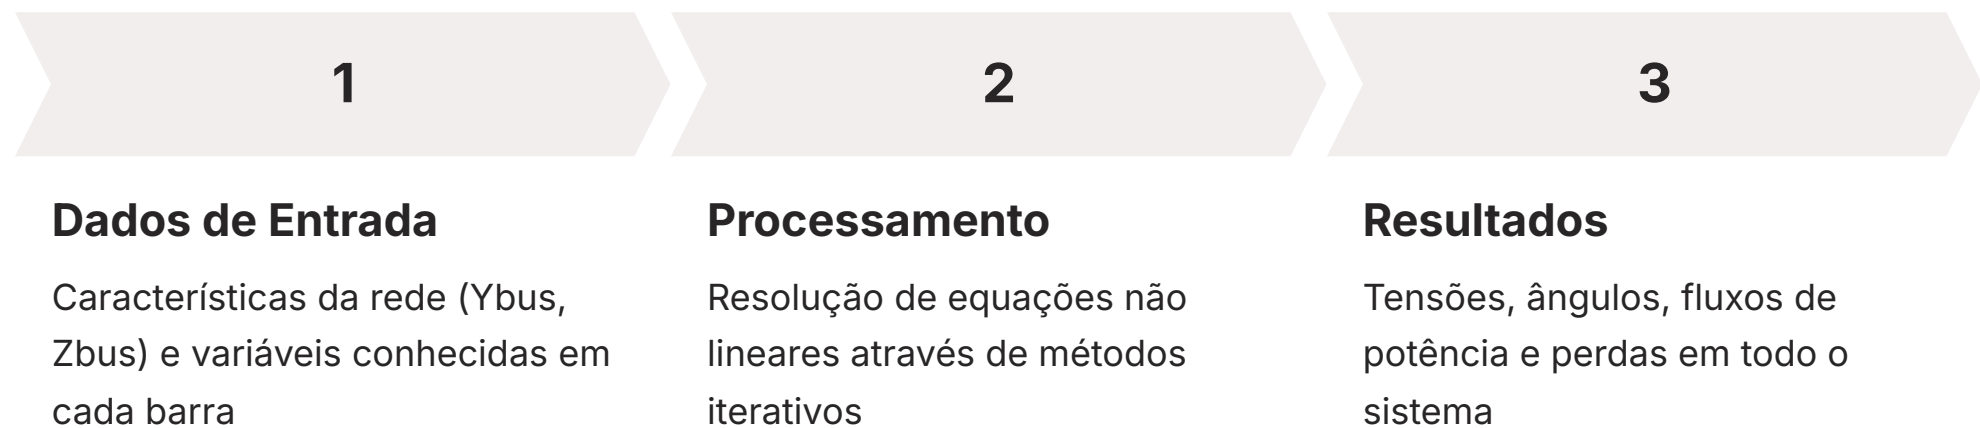 1
Dados de Entrada
Características da rede (Ybus,
Zbus) e variáveis conhecidas em
cada barra
2
Processamento
Resolução de equações não
lineares através de métodos
iterativos
3
Resultados
Tensões, ângulos, fluxos de
potência e perdas em todo o
sistema